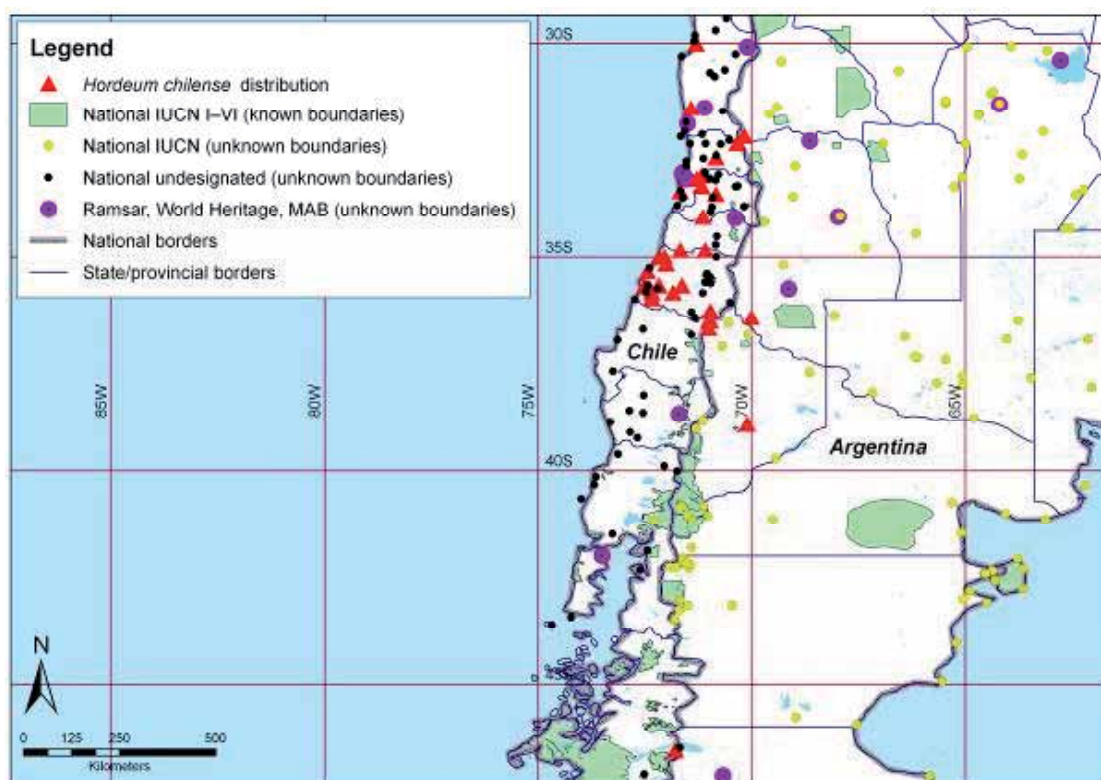 Legend
Hordeum chilense distribution
National IUCN I–VI (known boundaries)
National IUCN (unknown boundaries)
National undesignated (unknown boundaries)
Ramsar, World Heritage, MAB (unknown boundaries)
National borders
State/provincial borders
30S
35S
Chile
85W
80W
75W
70W
65W
40S
Argentina
N
0 125 250 500
Kilometers